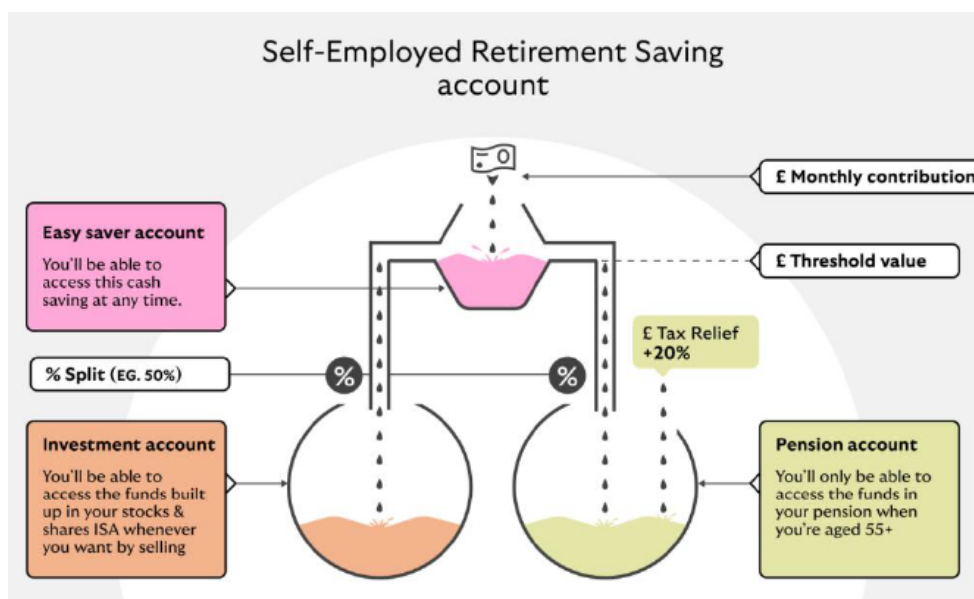 Self-Employed Retirement Saving
account
£ Monthly contribution
Easy saver account
You'll be able to
access this cash
saving at any time.
£ Threshold value
£ Tax Relief
+20%
% Split (EG. 50%)
%
%
Investment account
You'll be able to
access the funds built
up in your stocks &
shares ISA whenever
you want by selling
Pension account
You'll only be able to
access the funds in
your pension when
you're aged 55+